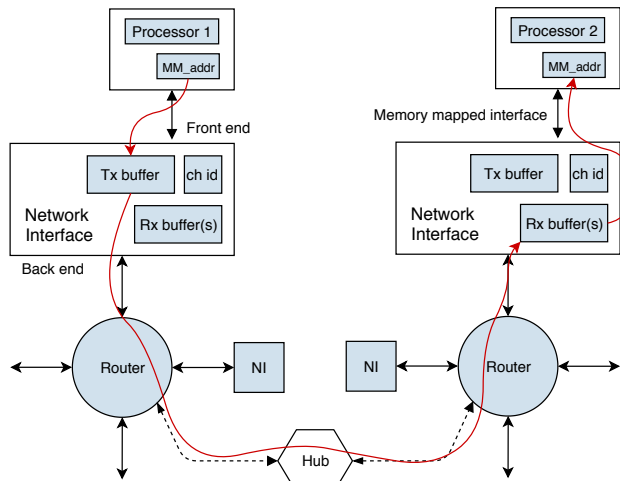 Processor 1
MM_addr
Front end
Tx buffer
ch id
Network
Interface
Rx buffer(s)
Back end
Router
NI
Hub
Processor 2
MM_addr
Memory mapped interface
Tx buffer
ch id
Network
Interface
Rx buffer(s)
NI
Router